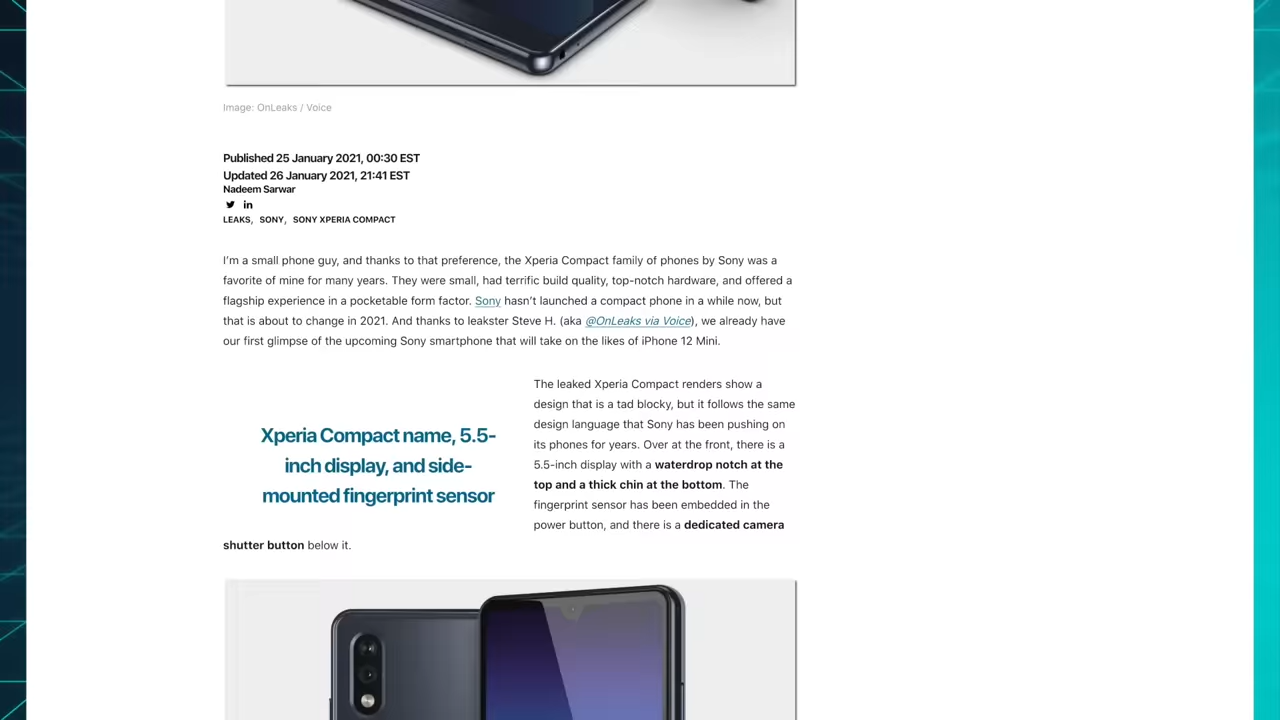 Image: OnLeaks / Voice
Published 25 January 2021, 00:30 EST
Updated 26 January 2021, 21:41 EST
Nadeem Sarwar
LEAKS, SONY, SONY XPERIA COMPACT
I'm a small phone guy, and thanks to that preference, the Xperia Compact family of phones by Sony was a
favorite of mine for many years. They were small, had terrific build quality, top-notch hardware, and offered a
flagship experience in a pocketable form factor. Sony hasn't launched a compact phone in a while now, but
that is about to change in 2021. And thanks to leakster Steve H. (aka @OnLeaks via Voice), we already have
our first glimpse of the upcoming Sony smartphone that will take on the likes of iPhone 12 Mini.
Xperia Compact name, 5.5-
inch display, and side-
mounted fingerprint sensor
The leaked Xperia Compact renders show a
design that is a tad blocky, but it follows the same
design language that Sony has been pushing on
its phones for years. Over at the front, there is a
5.5-inch display with a waterdrop notch at the
top and a thick chin at the bottom. The
fingerprint sensor has been embedded in the
power button, and there is a dedicated camera
shutter button below it.